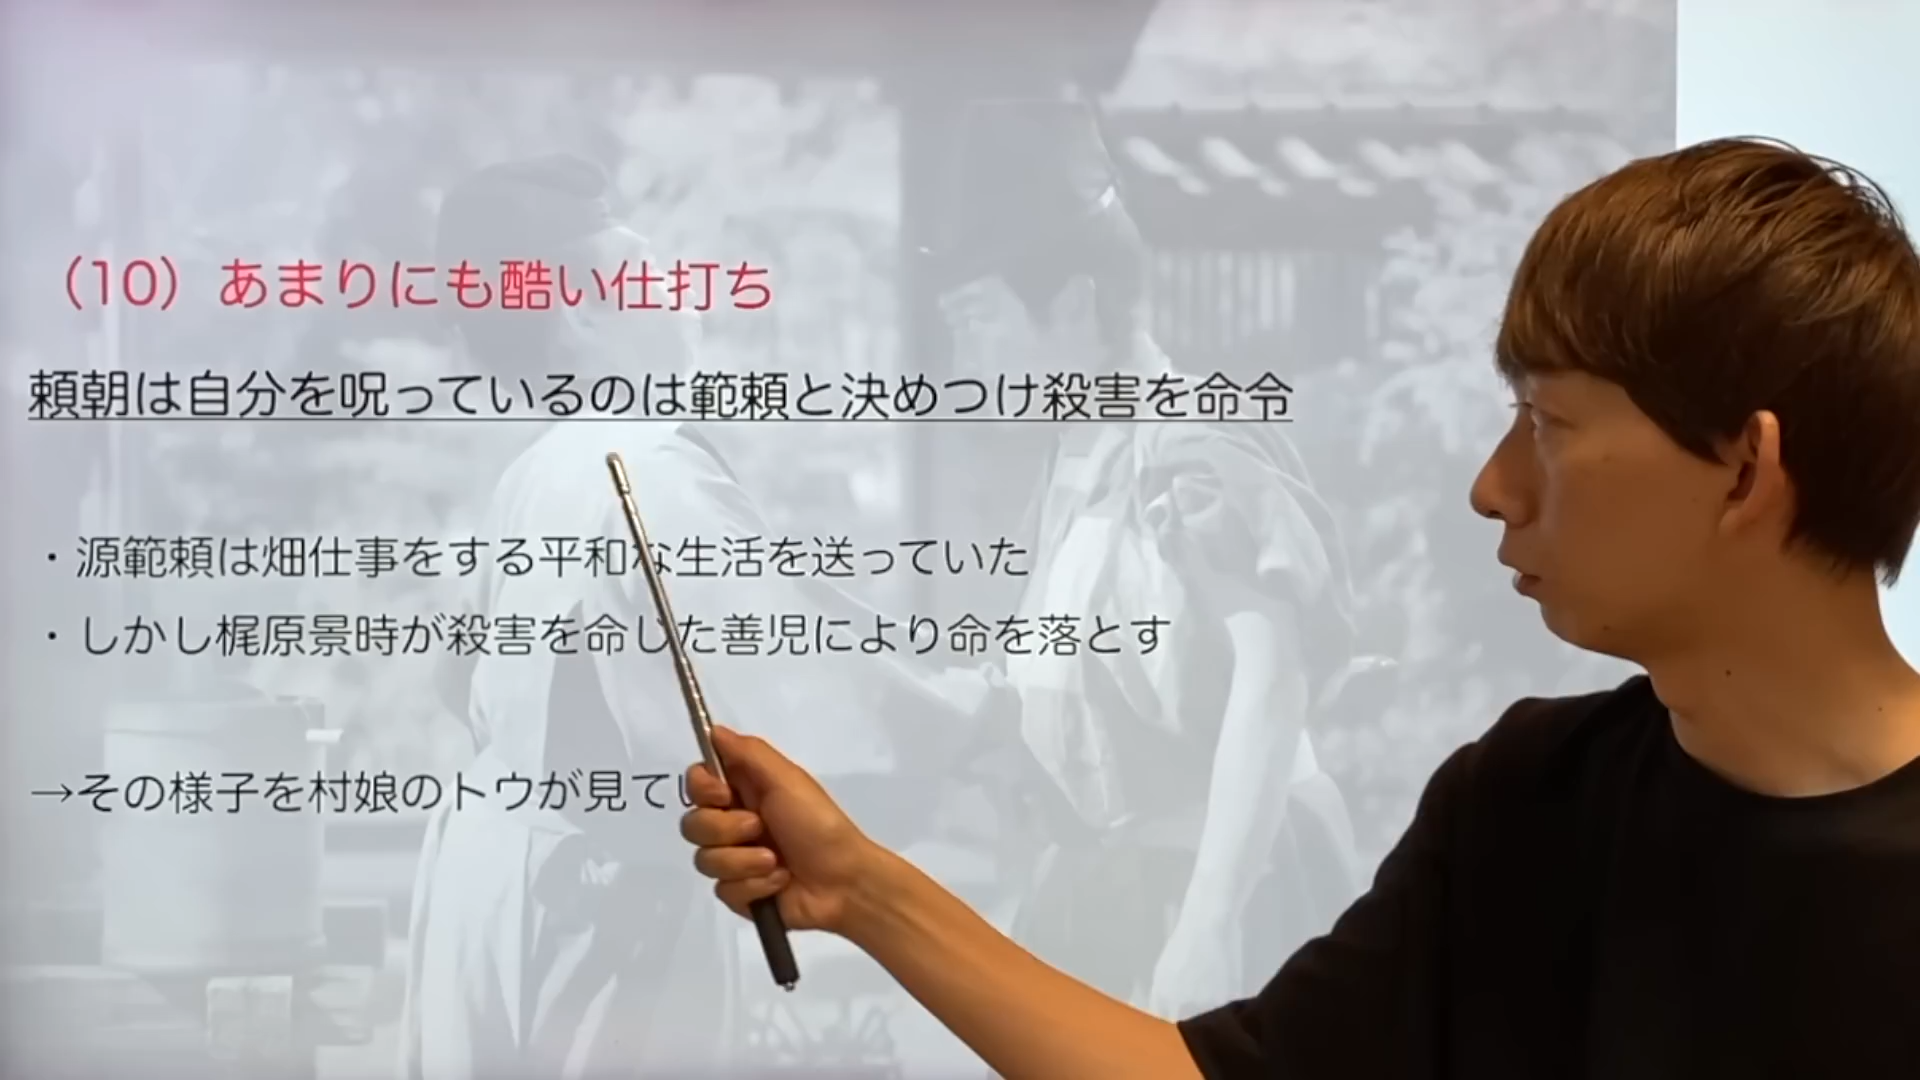 （10）あまりにも酷い仕打ち
頼朝は自分を呪っているのは範頼と決めつけ殺害を命令
・源範頼は畑仕事をする平和な生活を送っていた
・しかし梶原景時が殺害を命じた善児により命を落とす
→その様子を村娘のトウが見てい